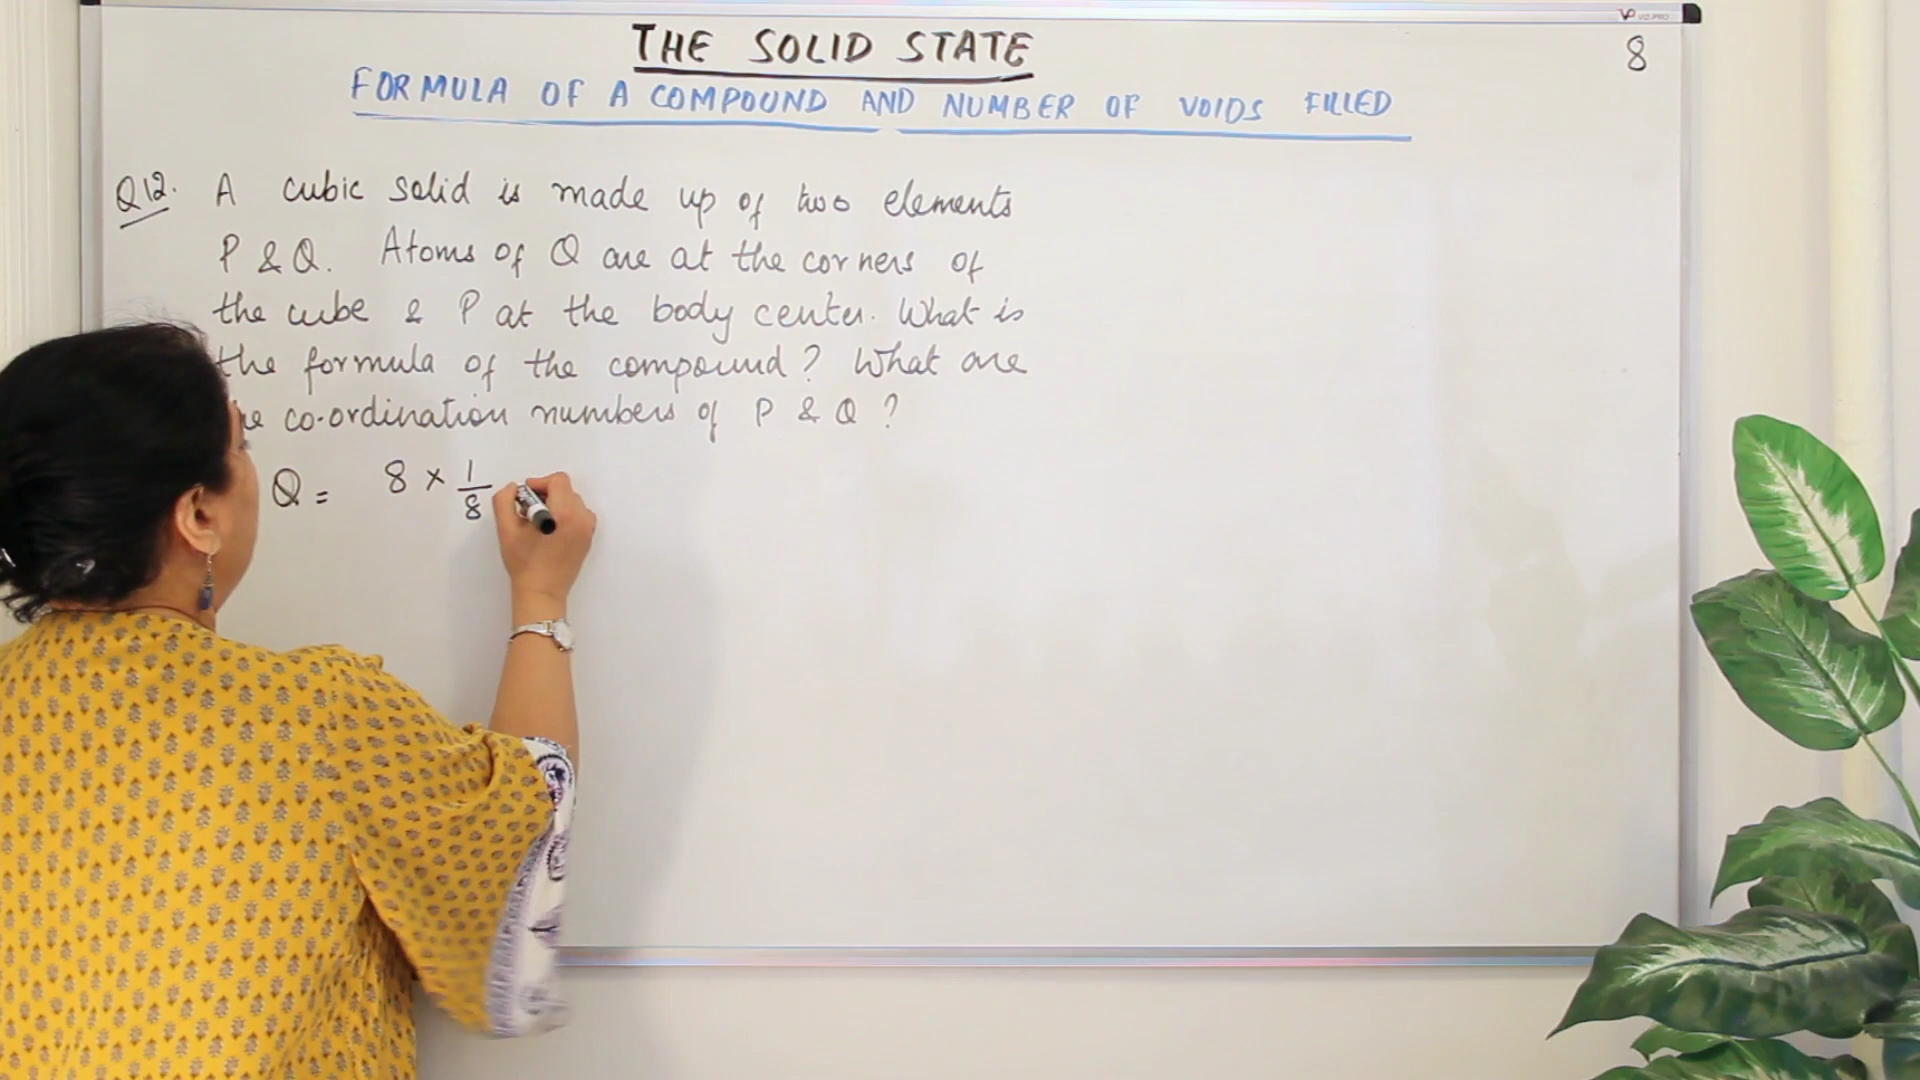 THE SOLID STATE
8
FORMULA OF A COMPOUND AND NUMBER OF VOIDS FILLED
Q12. A cubic solid is made up of two elements
P & Q. Atoms of Q are at the corners of
the cube & P at the body center. What is
the formula of the compound? What are
co-ordination numbers of P & Q ?
Q = 8 × 1/8